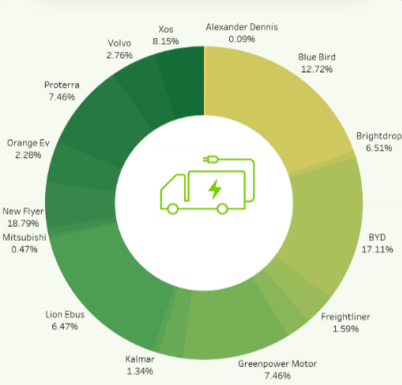 Alexander Dennis
0.09%
Blue Bird
12.72%
Brightdrop
6.51%
BYD
17.11%
Freightliner
1.59%
Greenpower Motor
7.46%
Kalmar
1.34%
Lion Ebus
6.47%
Mitsubishi
0.47%
New Flyer
18.79%
Orange Ev
2.28%
Proterra
7.46%
Volvo
2.76%
Xos
8.15%